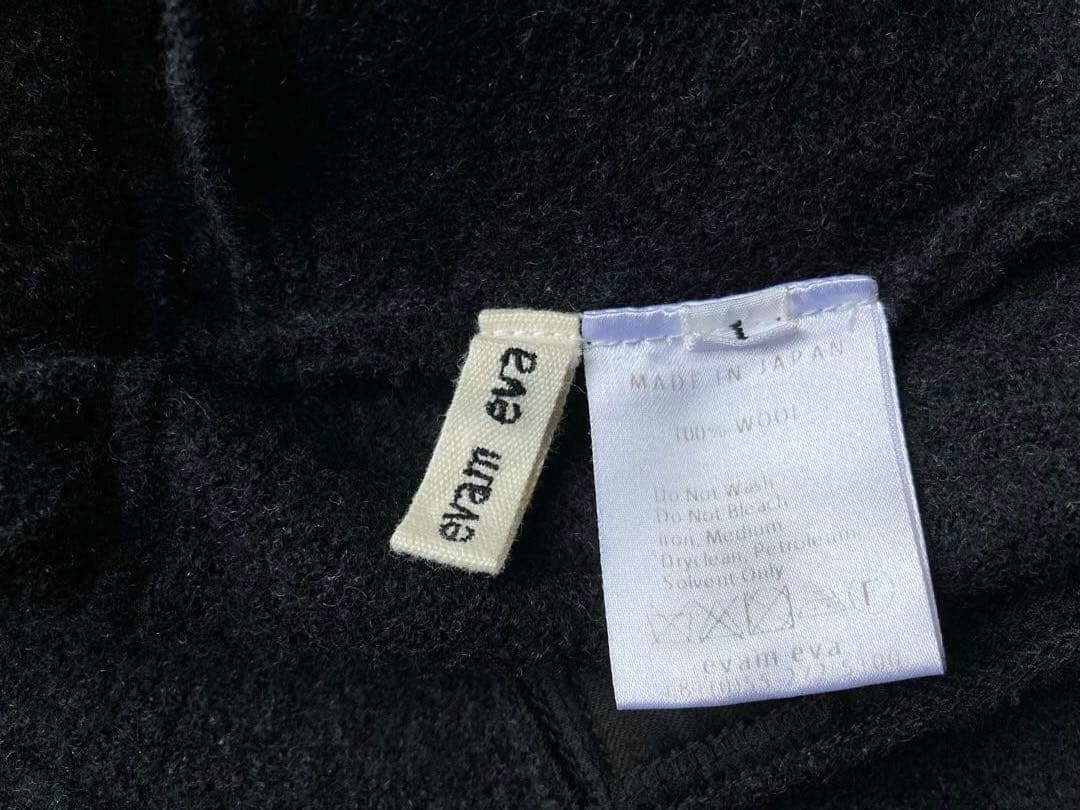 evam eva
MADE IN JAPAN
100% WOOL
Do Not Wash
Do Not Bleach
Iron, Medium
Dryclean, Petroleum
Solvent Only
F
evam eva